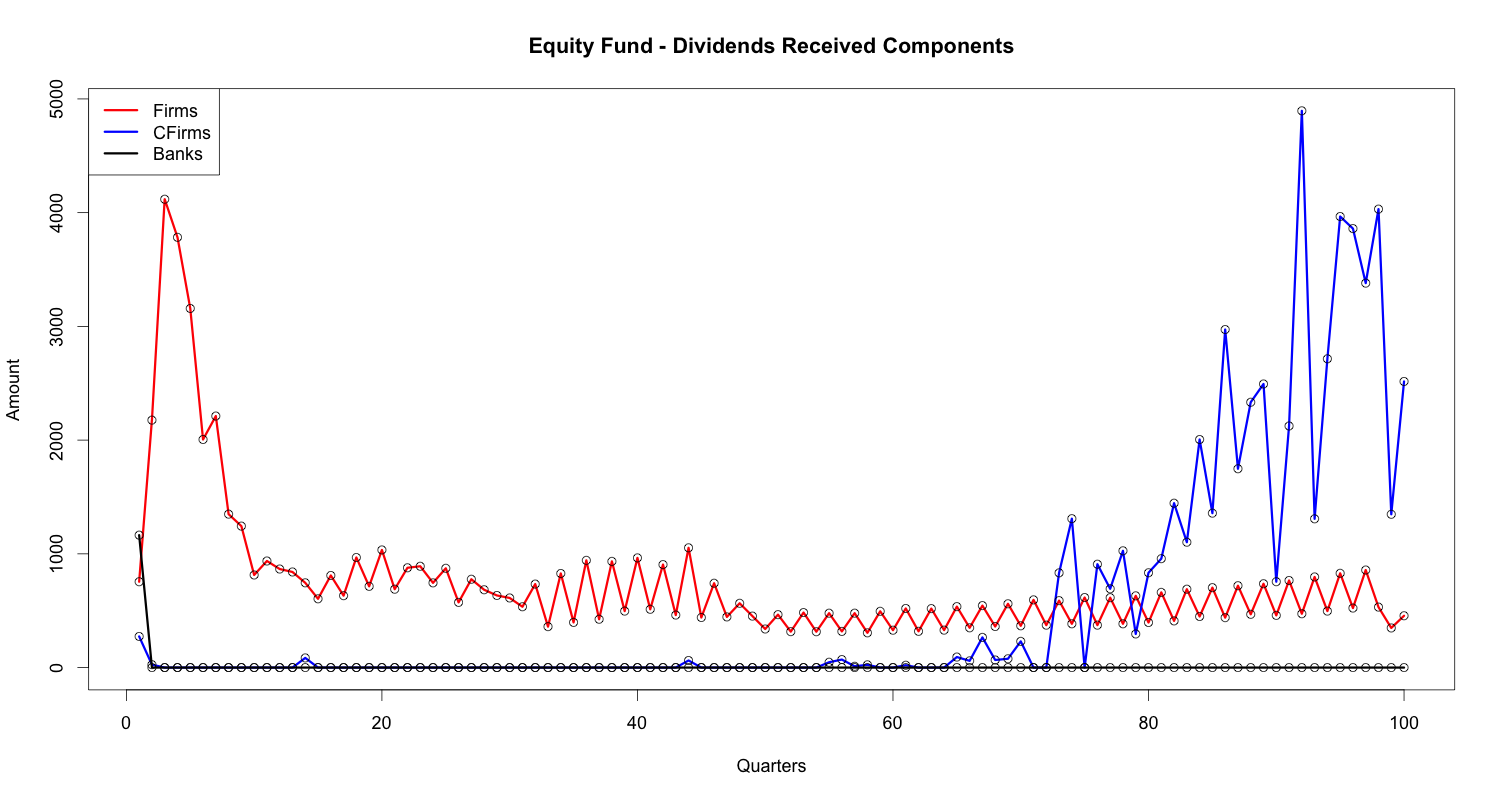 Equity Fund - Dividends Received Components
Firms
CFirms
Banks
Amount
5000
4000
3000
2000
1000
0
0 20 40 60 80 100
Quarters